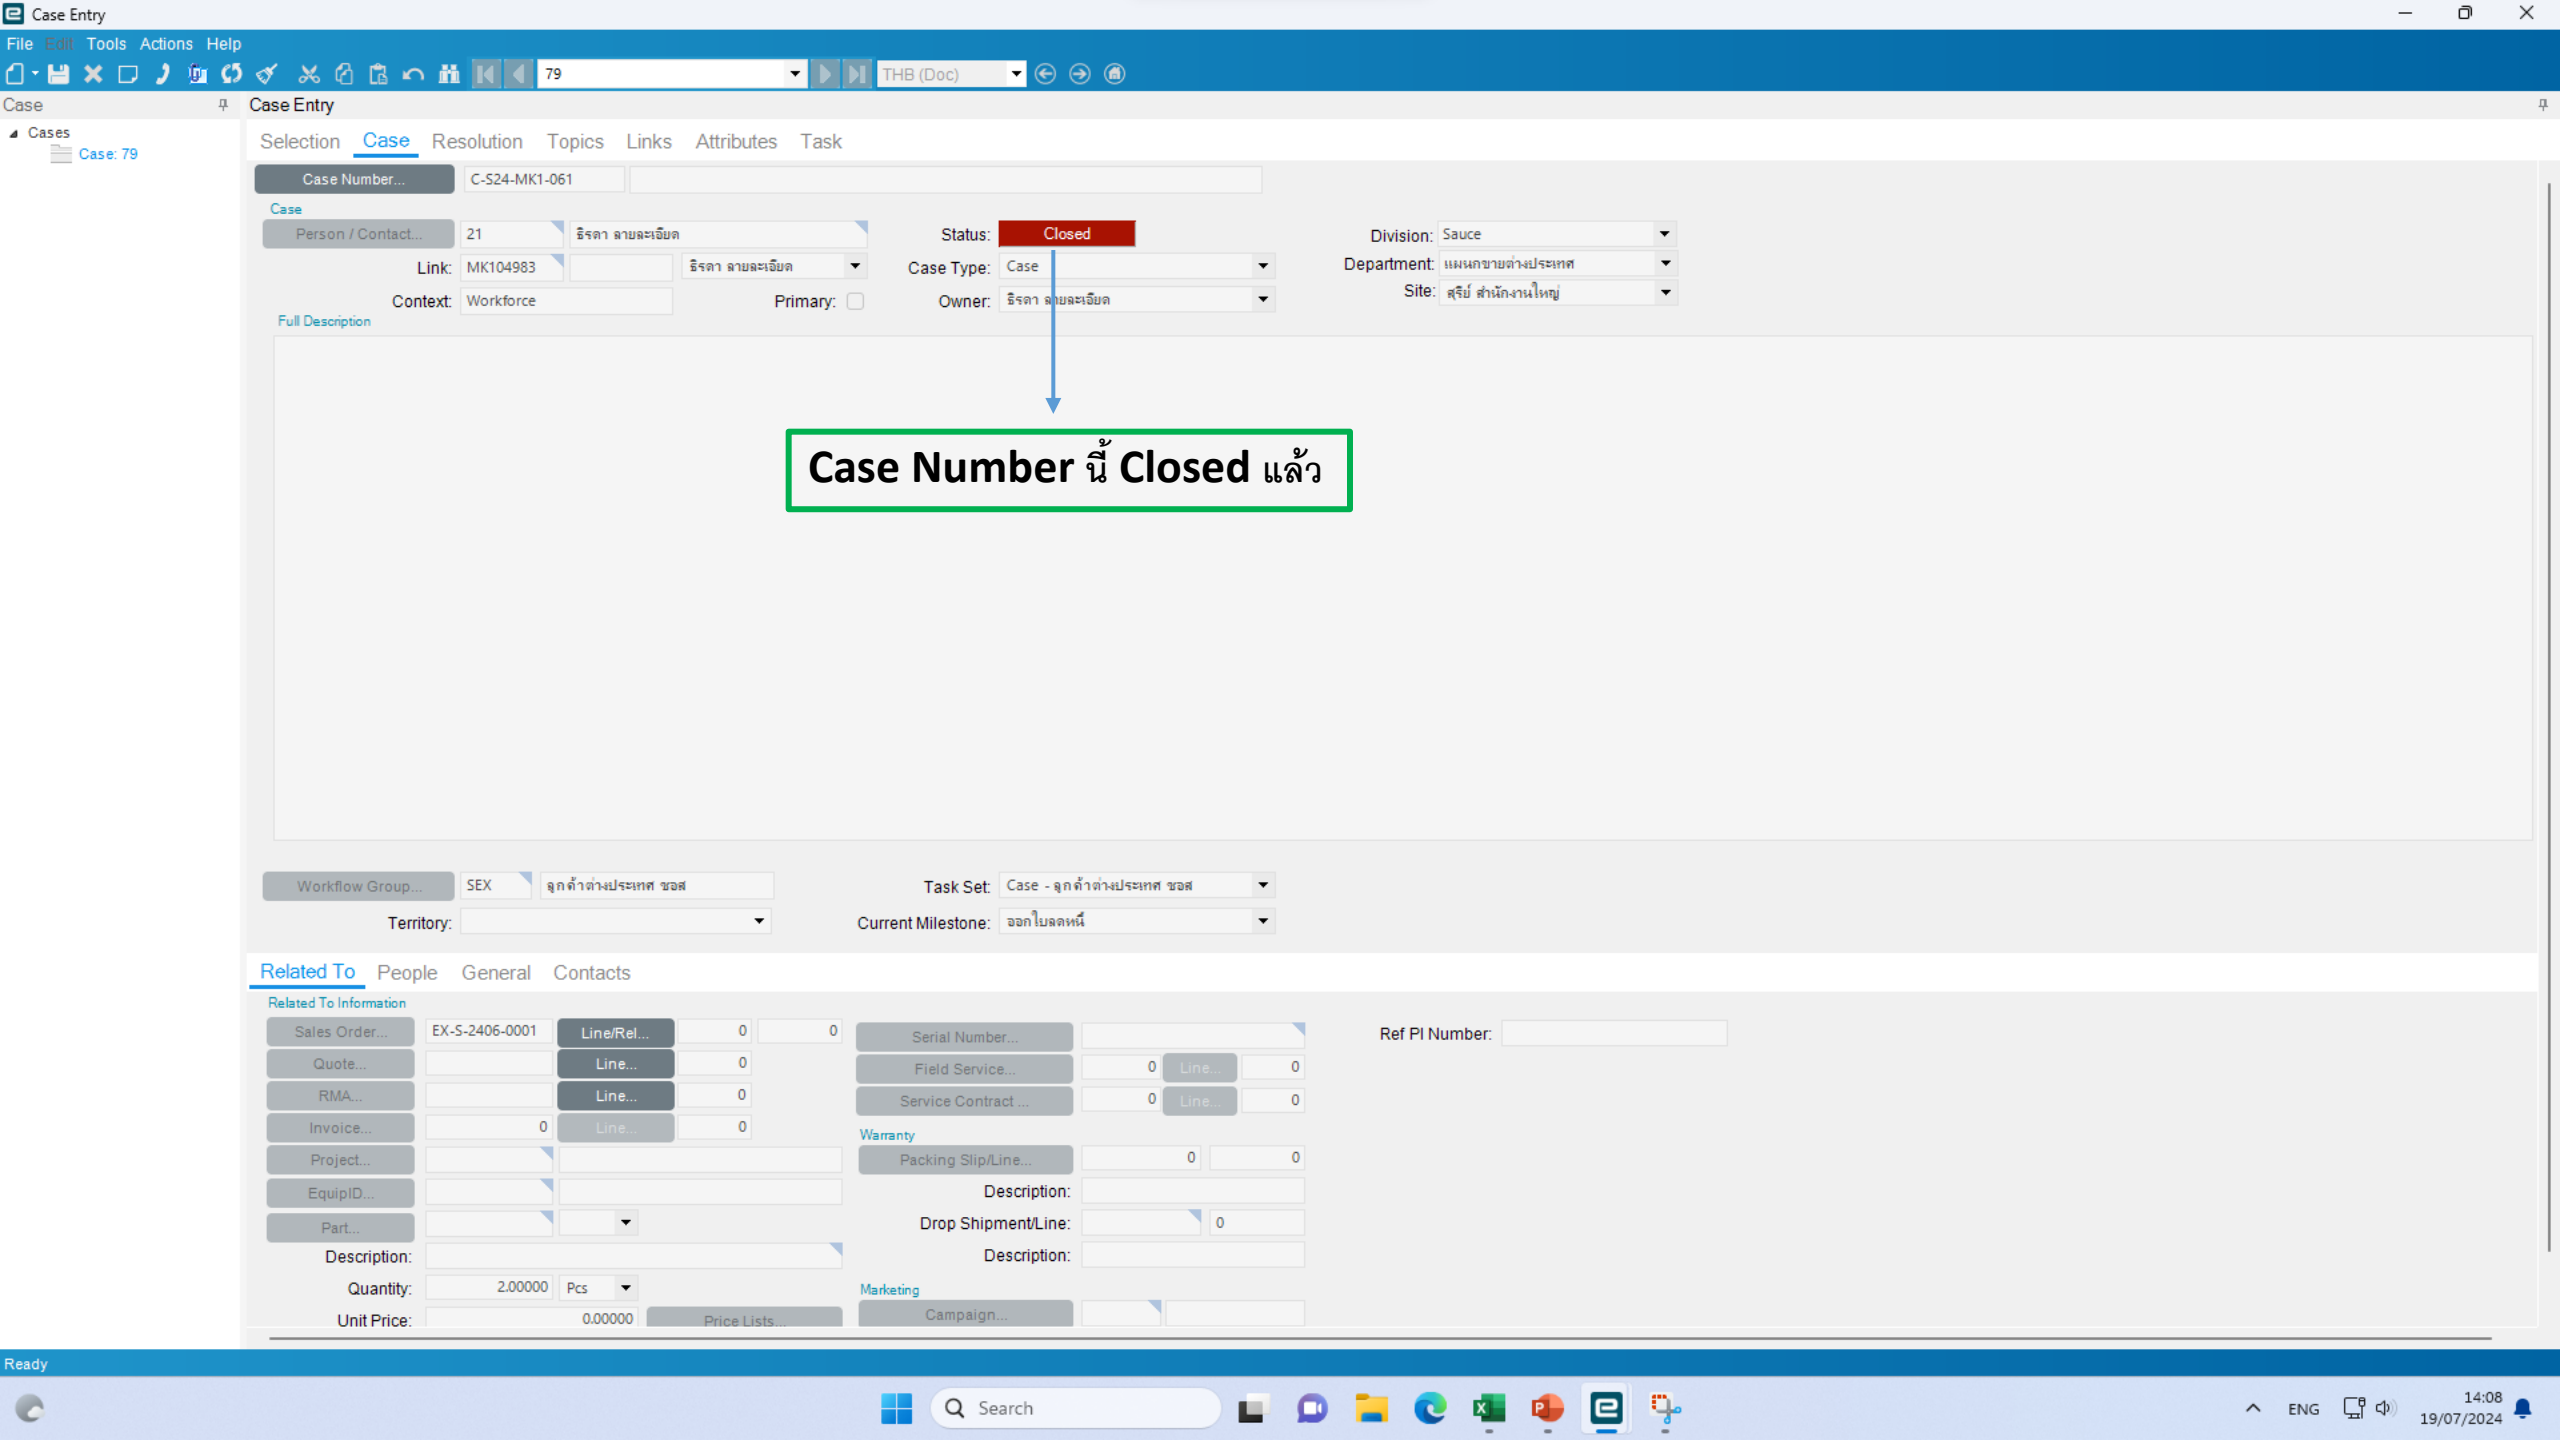 Case Entry
File Edit Tools Actions Help
79
THB (Doc)
Case
Case Entry
Cases
Case: 79
Selection Case Resolution Topics Links Attributes Task
Case Number... C-S24-MK1-061
Case
Person / Contact... 21 ธิรดา ลายละเอียด Status: Closed Division: Sauce
Link: MK104983 ธิรดา ลายละเอียด Case Type: Case Department: แผนกขายต่างประเทศ
Context: Workforce Primary: Owner: ธิรดา ลายละเอียด Site: สุรีย์ สำนักงานใหญ่
Full Description
Case Number นี้ Closed แล้ว
Workflow Group... SEX ลูกค้าต่างประเทศ ซอส Task Set: Case - ลูกค้าต่างประเทศ ซอส
Territory: Current Milestone: ออกใบลดหนี้
Related To People General Contacts
Related To Information
Sales Order... EX-S-2406-0001 Line/Rel... 0 0 Serial Number... Ref PI Number:
Quote... Line... 0 Field Service... 0 Line... 0
RMA... Line... 0 Service Contract ... 0 Line... 0
Invoice... 0 Line... 0 Warranty
Project... Packing Slip/Line... 0 0
EquipID... Description:
Part... Drop Shipment/Line: 0
Description: Description:
Quantity: 2.00000 Pcs Marketing
Unit Price: 0.00000 Price Lists... Campaign...
Ready
Search
ENG
14:08
19/07/2024